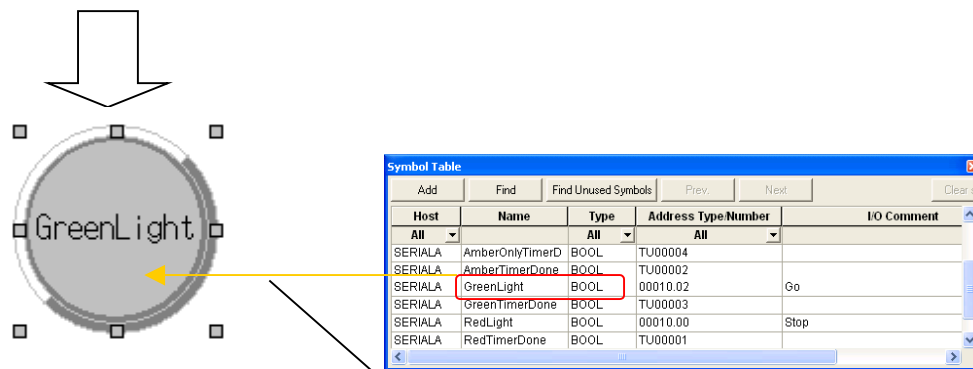 GreenLight
Symbol Table
Add Find Find Unused Symbols Prev. Next Clear
Host Name Type Address Type/Number I/O Comment
All All All
SERIALA AmberOnlyTimerD BOOL TU00004
SERIALA AmberTimerDone BOOL TU00002
SERIALA GreenLight BOOL 00010.02 Go
SERIALA GreenTimerDone BOOL TU00003
SERIALA RedLight BOOL 00010.00 Stop
SERIALA RedTimerDone BOOL TU00001